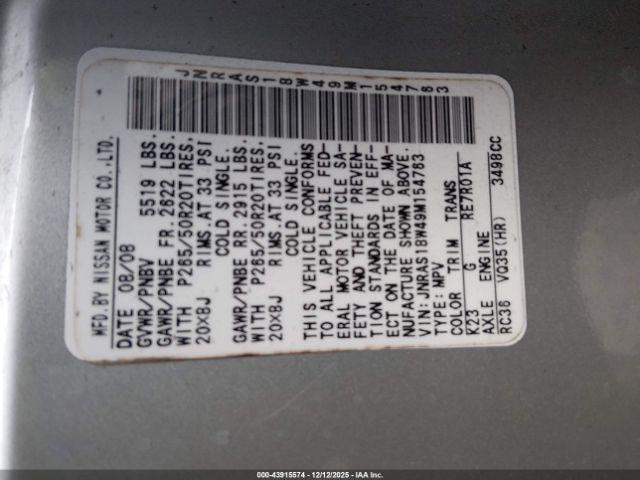 JNRAS18W49M154763
MFD.BY NISSAN MOTOR CO.,LTD.
DATE 08/08
GVWR/PNBV 5519 LBS.
GAWR/PNBE FR.2622 LBS.
WITH P265/50R20TIRES,
20X8J RIMS.AT 33 PSI
COLD SINGLE.
GAWR/PNBE RR.2915 LBS.
WITH P265/50R20TIRES,
20X8J RIMS.AT 33 PSI
COLD SINGLE.
THIS VEHICLE CONFORMS
TO ALL APPLICABLE FED-
ERAL MOTOR VEHICLE SA-
FETY AND THEFT PREVEN-
TION STANDARDS IN EFF-
ECT ON THE DATE OF MA-
NUFACTURE SHOWN ABOVE.
VIN:JNRAS18W49M154763
TYPE:MPV
COLOR TRIM TRANS
K23 G RE7R01A
AXLE ENGINE
RC36 VQ35(HR) 3498CC
000-43915574 | 12/12/2025 | IAAI | IAA, Inc.